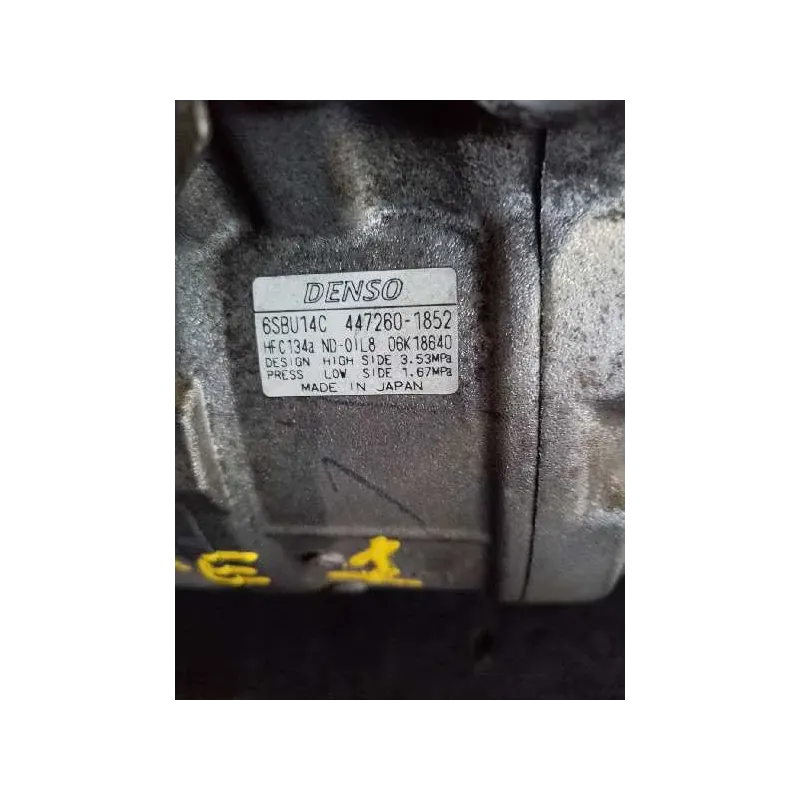 DENSO
6SBU14C 447260-1852
HFC134a ND-OIL8 06K18640
DESIGN HIGH SIDE 3.53MPa
PRESS LOW SIDE 1.67MPa
MADE IN JAPAN